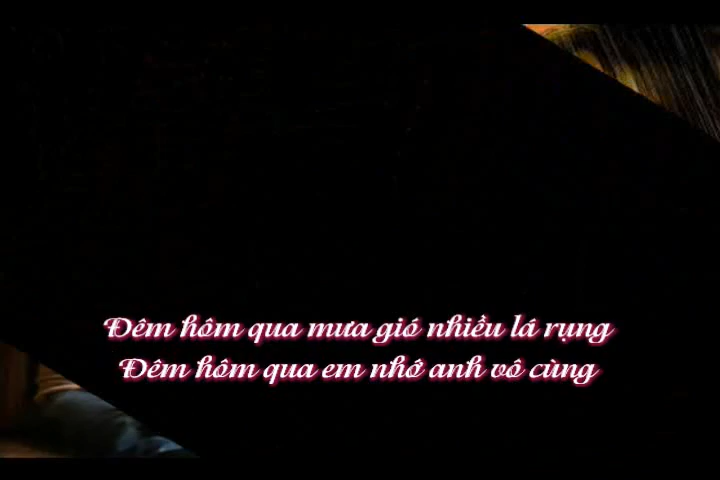 Đêm hôm qua mưa gió nhiều lá rụng
Đêm hôm qua em nhớ anh vô cùng